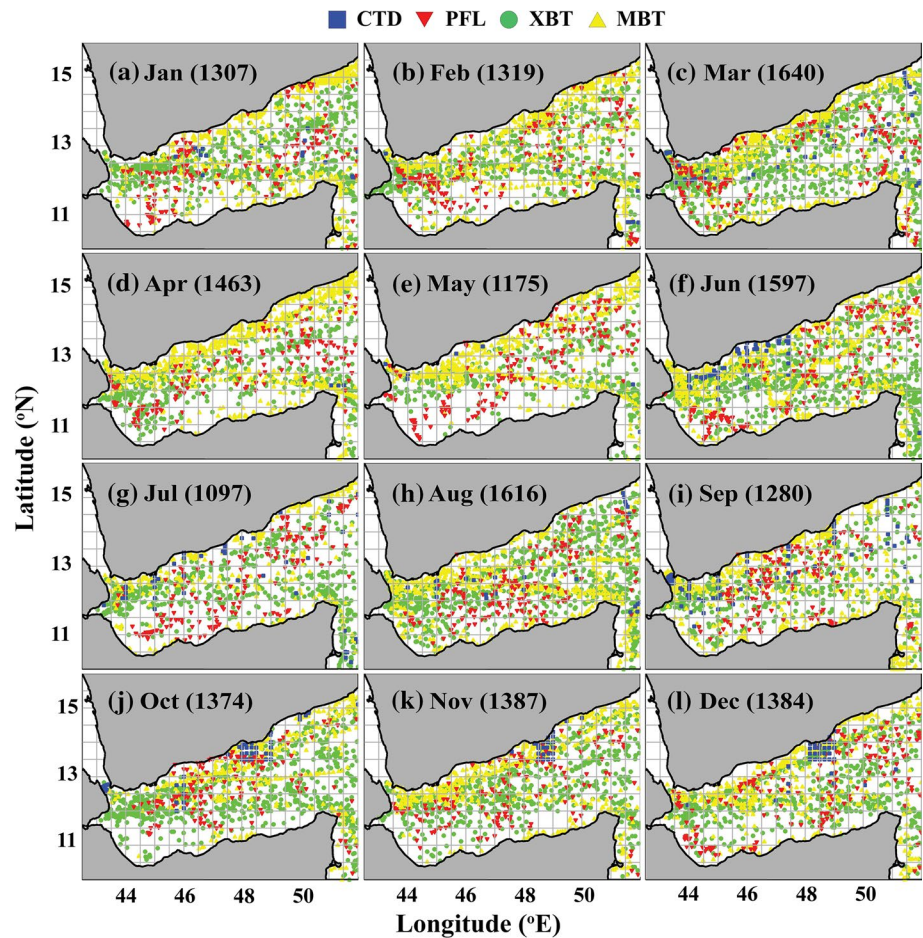 CTD PFL XBT MBT
(a) Jan (1307) (b) Feb (1319) (c) Mar (1640)
15
13
11
(d) Apr (1463) (e) May (1175) (f) Jun (1597)
15
13
11
Latitude (oN)
(g) Jul (1097) (h) Aug (1616) (i) Sep (1280)
15
13
11
(j) Oct (1374) (k) Nov (1387) (l) Dec (1384)
15
13
11
44 46 48 50 44 46 48 50 44 46 48 50
Longitude (oE)